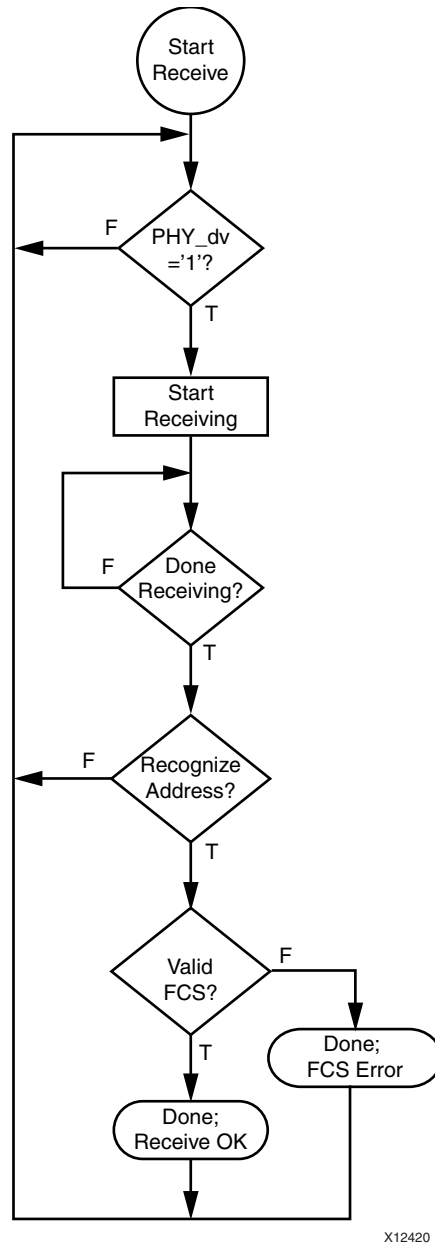 Start
Receive
F
PHY_dv
='1'?
T
Start
Receiving
F
Done
Receiving?
T
F
Recognize
Address?
T
F
Valid
FCS?
T
Done;
FCS Error
Done;
Receive OK
X12420